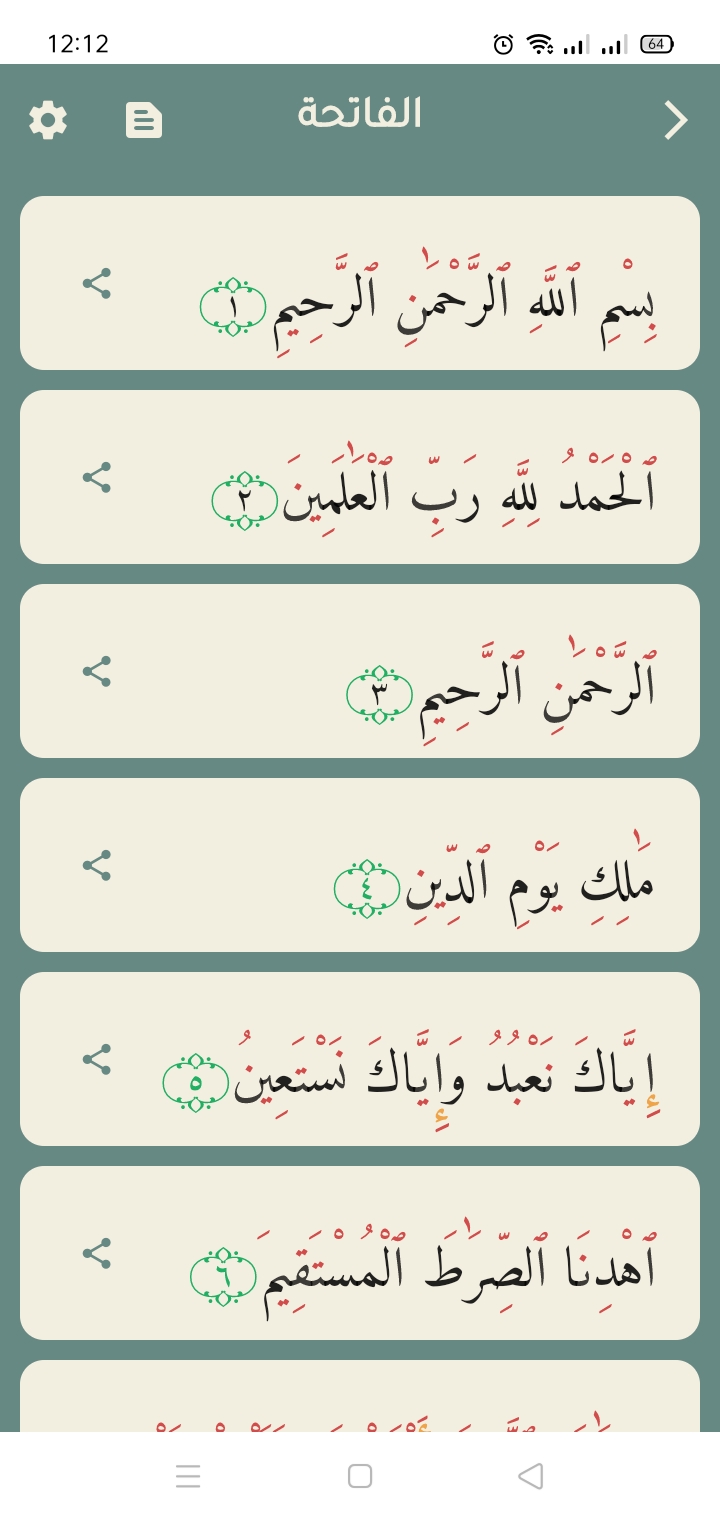 12:12
64
الفاتحة
بِسْمِ ٱللَّهِ ٱلرَّحْمَٰنِ ٱلرَّحِيمِ ١
ٱلْحَمْدُ لِلَّهِ رَبِّ ٱلْعَٰلَمِينَ ٢
ٱلرَّحْمَٰنِ ٱلرَّحِيمِ ٣
مَٰلِكِ يَوْمِ ٱلدِّينِ ٤
إِيَّاكَ نَعْبُدُ وَإِيَّاكَ نَسْتَعِينُ ٥
ٱهْدِنَا ٱلصِّرَٰطَ ٱلْمُسْتَقِيمَ ٦